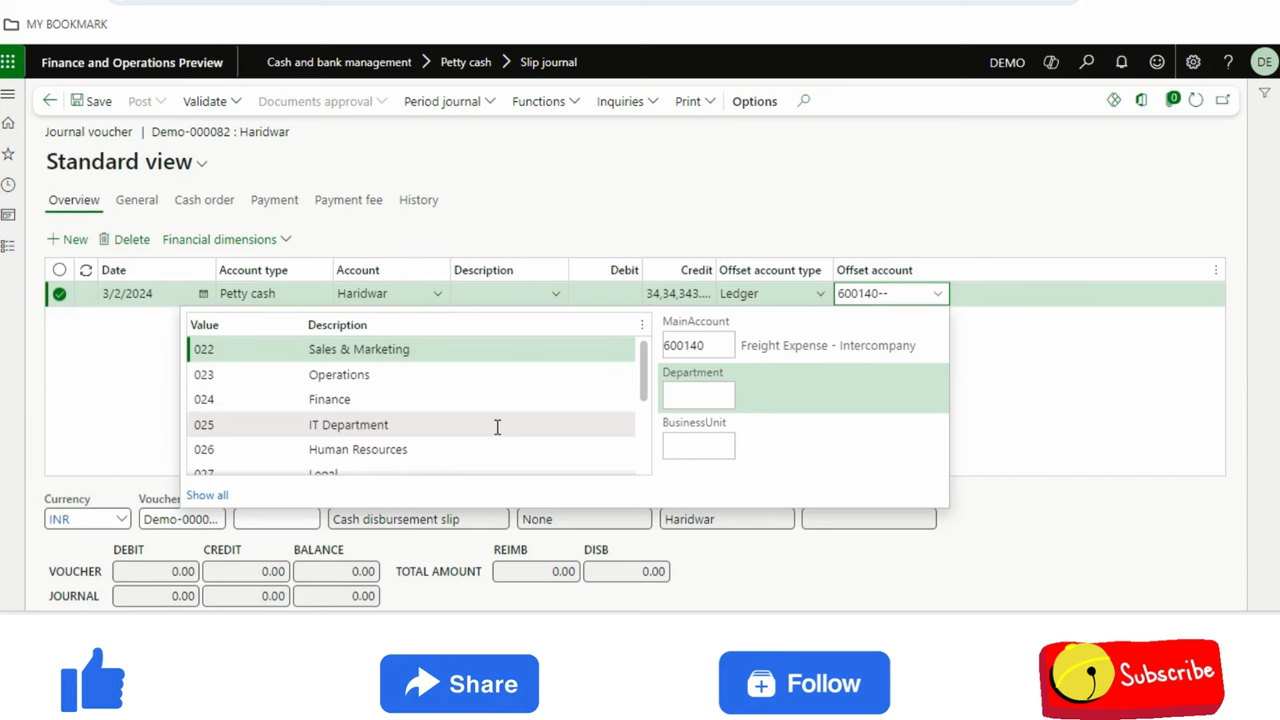 MY BOOKMARK
Finance and Operations Preview Cash and bank management Petty cash Slip journal DEMO DE
Save Post Validate Documents approval Period journal Functions Inquiries Print Options 0
Journal voucher | Demo-000082 : Haridwar
Standard view
Overview General Cash order Payment Payment fee History
New Delete Financial dimensions
Date Account type Account Description Debit Credit Offset account type Offset account
3/2/2024 Petty cash Haridwar 34,34,343.... Ledger 600140--
Value Description
022 Sales & Marketing
023 Operations
024 Finance
025 IT Department
026 Human Resources
027 Legal
Show all
MainAccount
600140 Freight Expense - Intercompany
Department
BusinessUnit
Currency Vouche
INR Demo-0000... Cash disbursement slip None Haridwar
DEBIT CREDIT BALANCE REIMB DISB
VOUCHER 0.00 0.00 0.00 TOTAL AMOUNT 0.00 0.00
JOURNAL 0.00 0.00 0.00
Share Follow Subscribe